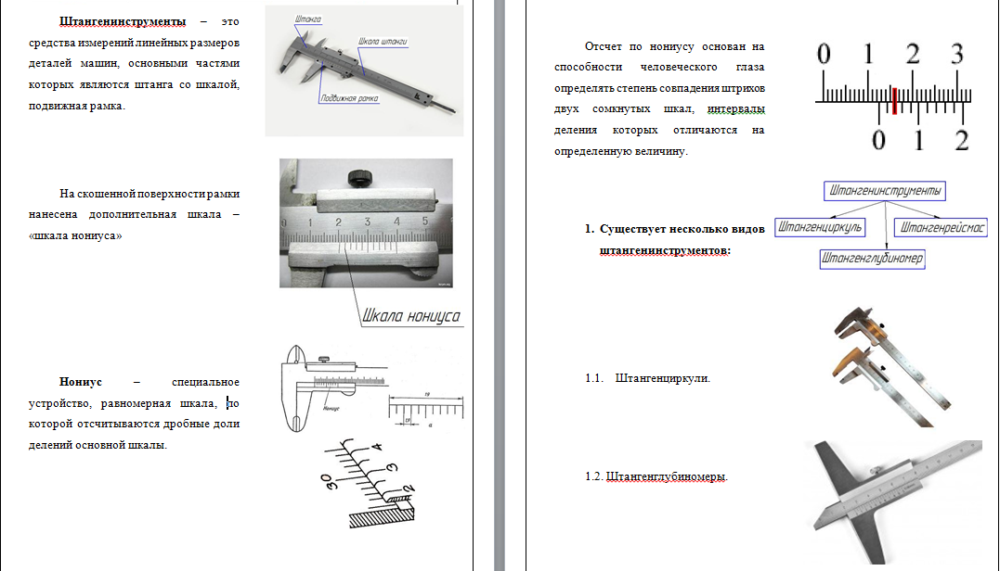 Штангенинструменты – это
средства измерений линейных размеров
деталей машин, основными частями
которых являются штанга со шкалой,
подвижная рамка.
Штанга
Шкала штанги
Подвижная рамка
На скошенной поверхности рамки
нанесена дополнительная шкала –
«шкала нониуса»
0 1 2 3 4 5
Шкала нониуса
Нониус – специальное
устройство, равномерная шкала, по
которой отсчитываются дробные доли
делений основной шкалы.
Нониус
19
1,9
а
4
3
30
2
Отсчет по нониусу основан на
способности человеческого глаза
определять степень совпадения штрихов
двух сомкнутых шкал, интервалы
деления которых отличаются на
определенную величину.
0 1 2 3
0 1 2
1. Существует несколько видов
штангенинструментов:
Штангенинструменты
Штангенциркуль
Штангенрейсмас
Штангенглубиномер
1.1. Штангенциркули.
1.2. Штангенглубиномеры.